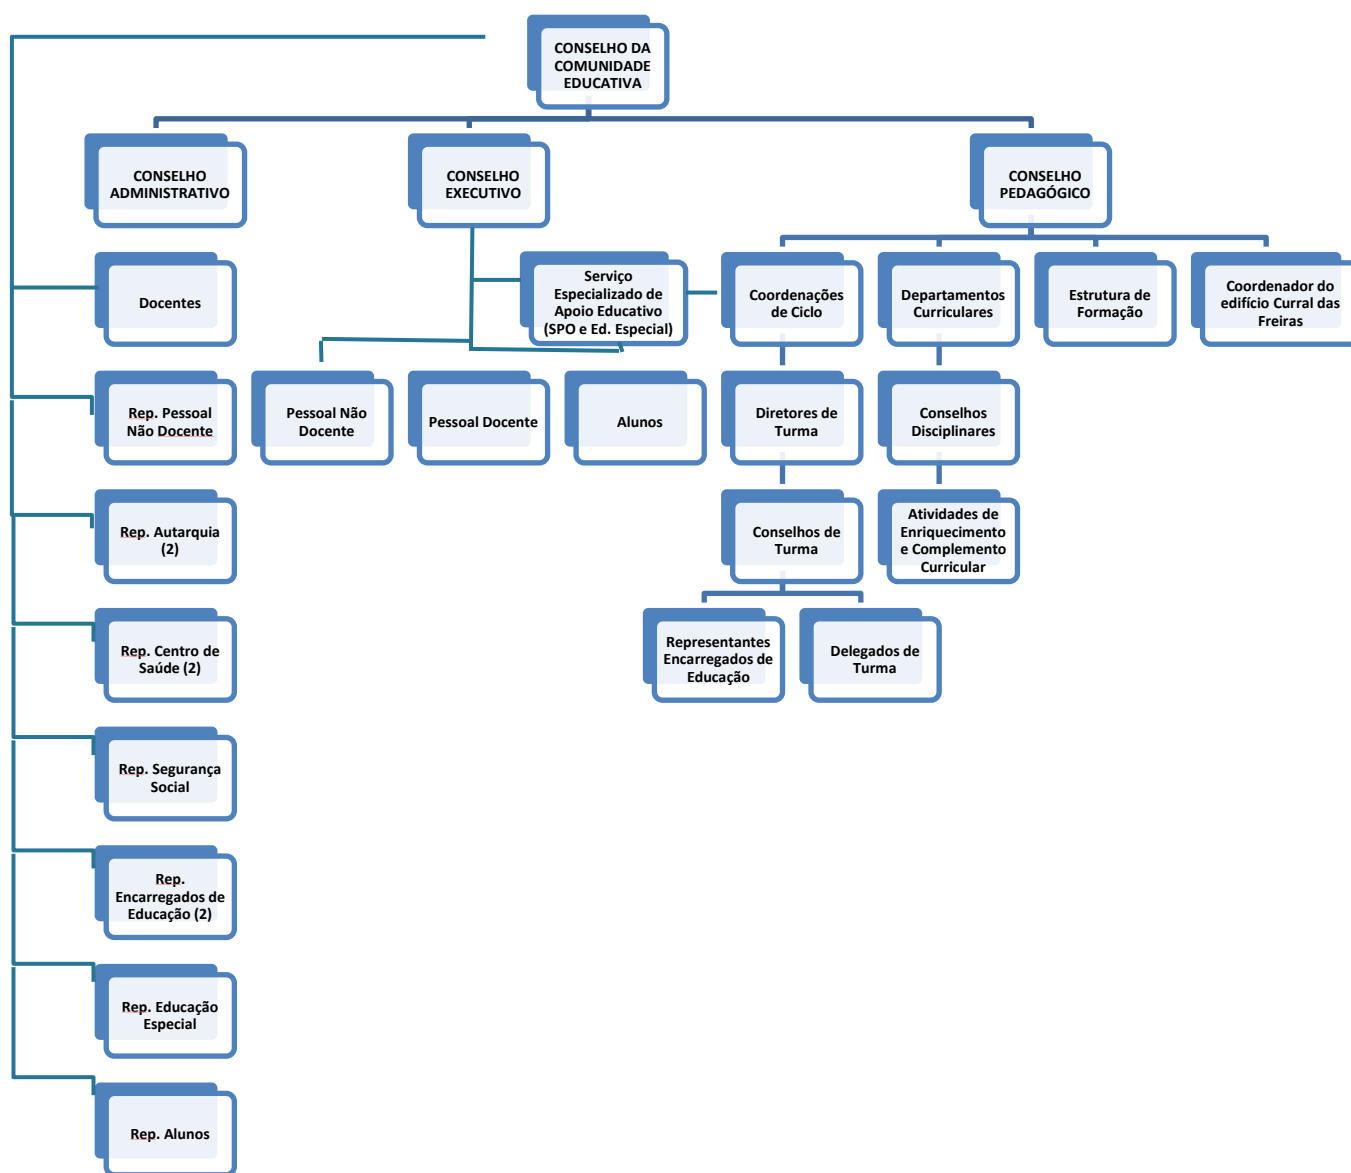 CONSELHO DA
COMUNIDADE
EDUCATIVA
CONSELHO
ADMINISTRATIVO
CONSELHO
EXECUTIVO
CONSELHO
PEDAGÓGICO
Docentes
Serviço
Especializado de
Apoio Educativo
(SPO e Ed. Especial)
Coordenações
de Ciclo
Departamentos
Curriculares
Estrutura de
Formação
Coordenador do
edifício Curral das
Freiras
Rep. Pessoal
Não Docente
Pessoal Não
Docente
Pessoal Docente
Alunos
Diretores de
Turma
Conselhos
Disciplinares
Rep. Autarquia
(2)
Conselhos de
Turma
Atividades de
Enriquecimento
e Complemento
Curricular
Rep. Centro de
Saúde (2)
Representantes
Encarregados de
Educação
Delegados de
Turma
Rep. Segurança
Social
Rep.
Encarregados de
Educação (2)
Rep. Educação
Especial
Rep. Alunos